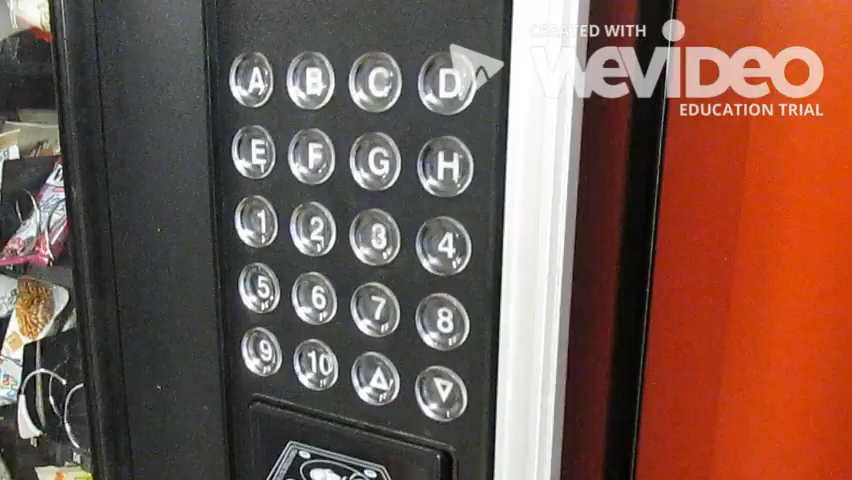 CREATED WITH
WEVIDEO
EDUCATION TRIAL
A B C D
E F G H
1 2 3 4
5 6 7 8
9 10